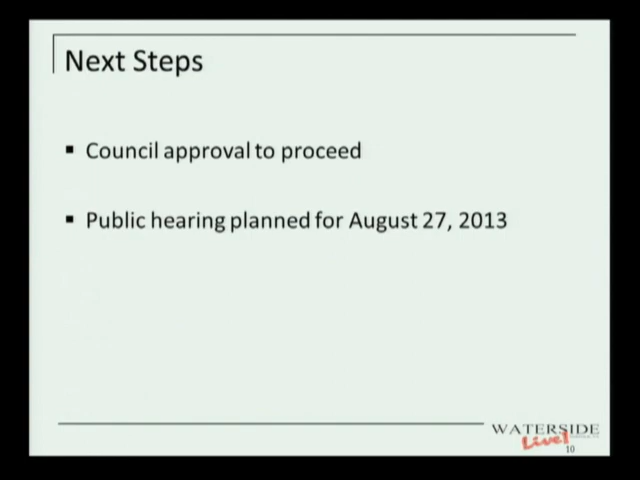 Next Steps
▪ Council approval to proceed
▪ Public hearing planned for August 27, 2013
WATERSIDE
Live!
10